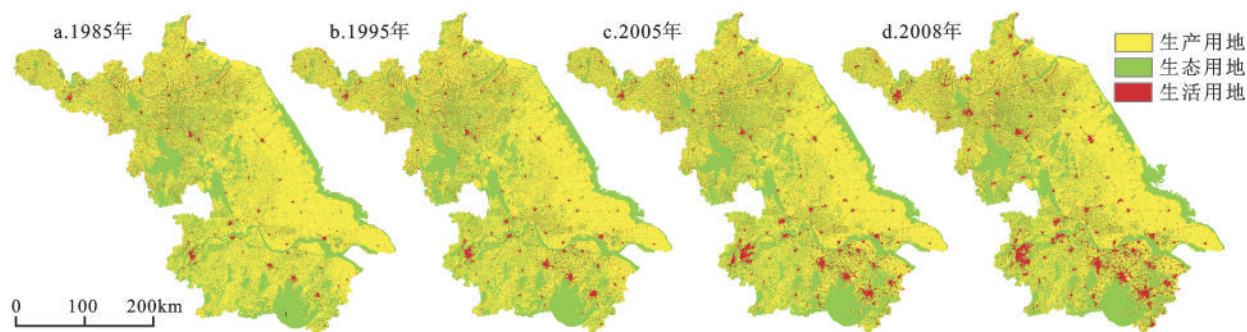 a.1985年
b.1995年
c.2005年
d.2008年
生产用地
生态用地
生活用地
0 100 200km